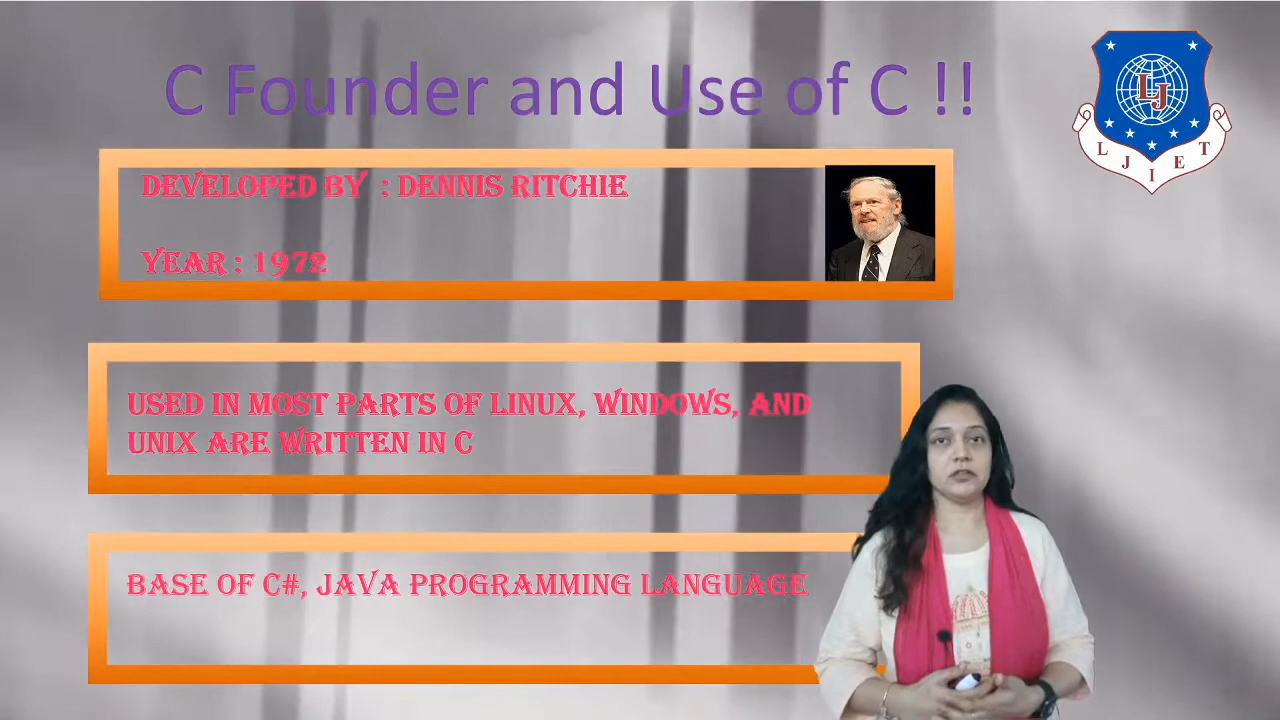 C Founder and Use of C !!
DEVELOPED BY : DENNIS RITCHIE
YEAR : 1972
USED IN MOST PARTS OF LINUX, WINDOWS, AND
UNIX ARE WRITTEN IN C
BASE OF C#, JAVA PROGRAMMING LANGUAGE
LJ
LJIET